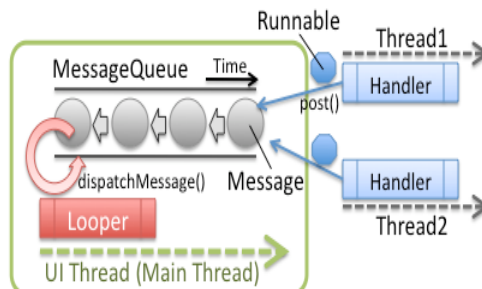 Runnable
Thread1
MessageQueue
Time
Handler
post()
dispatchMessage()
Message
Handler
Looper
Thread2
UI Thread (Main Thread)